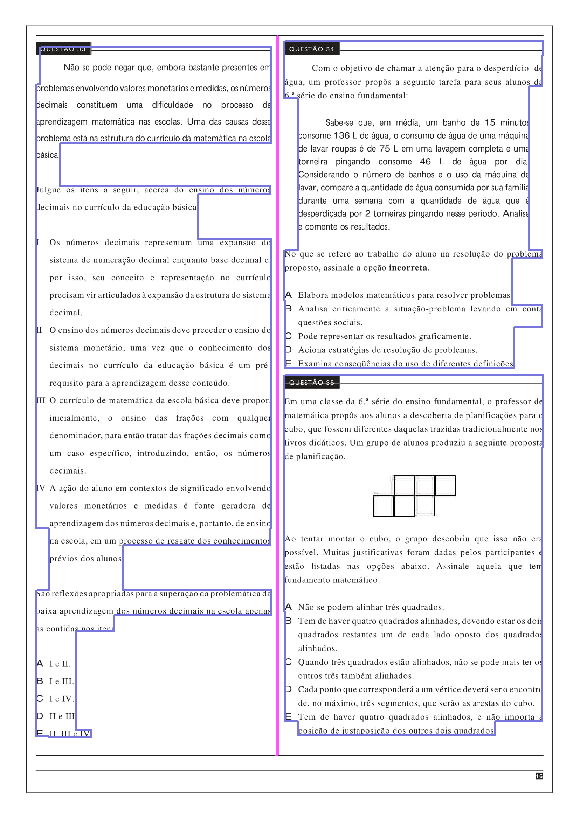 QUESTÃO 53
Não se pode negar que, embora bastante presentes em
problemas envolvendo valores monetários e medidas, os números
decimais constituem uma dificuldade no processo de
aprendizagem matemática nas escolas. Uma das causas desse
problema está na estrutura do currículo da matemática na escola
básica.
Julgue os itens a seguir, acerca do ensino dos números
decimais no currículo da educação básica.
I Os números decimais representam uma expansão do
sistema de numeração decimal enquanto base decimal e,
por isso, seu conceito e representação no currículo
precisam vir articulados à expansão da estrutura do sistema
decimal.
II O ensino dos números decimais deve preceder o ensino do
sistema monetário, uma vez que o conhecimento dos
decimais no currículo da educação básica é um pré-
requisito para a aprendizagem desse conteúdo.
III O currículo de matemática da escola básica deve propor,
inicialmente, o ensino das frações com qualquer
denominador, para então tratar das frações decimais como
um caso específico, introduzindo, então, os números
decimais.
IV A ação do aluno em contextos de significado envolvendo
valores monetários e medidas é fonte geradora de
aprendizagem dos números decimais e, portanto, de ensino
na escola, em um processo de resgate dos conhecimentos
prévios dos alunos.
São reflexões apropriadas para a superação da problemática da
baixa aprendizagem dos números decimais na escola apenas
as contidas nos itens
A I e II.
B I e III.
C I e IV.
D II e III.
E II, III e IV.
QUESTÃO 54
Com o objetivo de chamar a atenção para o desperdício de
água, um professor propôs a seguinte tarefa para seus alunos da
6.ª série do ensino fundamental:
Sabe-se que, em média, um banho de 15 minutos
consome 136 L de água, o consumo de água de uma máquina
de lavar roupas é de 75 L em uma lavagem completa e uma
torneira pingando consome 46 L de água por dia.
Considerando o número de banhos e o uso da máquina de
lavar, compare a quantidade de água consumida por sua família
durante uma semana com a quantidade de água que é
desperdiçada por 2 torneiras pingando nesse período. Analise
e comente os resultados.
No que se refere ao trabalho do aluno na resolução do problema
proposto, assinale a opção incorreta.
A Elabora modelos matemáticos para resolver problemas.
B Analisa criticamente a situação-problema levando em conta
questões sociais.
C Pode representar os resultados graficamente.
D Aciona estratégias de resolução de problemas.
E Examina conseqüências do uso de diferentes definições.
QUESTÃO 55
Em uma classe da 6.ª série do ensino fundamental, o professor de
matemática propôs aos alunos a descoberta de planificações para o
cubo, que fossem diferentes daquelas trazidas tradicionalmente nos
livros didáticos. Um grupo de alunos produziu a seguinte proposta
de planificação.
Ao tentar montar o cubo, o grupo descobriu que isso não era
possível. Muitas justificativas foram dadas pelos participantes e
estão listadas nas opções abaixo. Assinale aquela que tem
fundamento matemático.
A Não se podem alinhar três quadrados.
B Tem de haver quatro quadrados alinhados, devendo estar os dois
quadrados restantes um de cada lado oposto dos quadrados
alinhados.
C Quando três quadrados estão alinhados, não se pode mais ter os
outros três também alinhados.
D Cada ponto que corresponderá a um vértice deverá ser o encontro
de, no máximo, três segmentos, que serão as arestas do cubo.
E Tem de haver quatro quadrados alinhados, e não importa a
posição de justaposição dos outros dois quadrados.